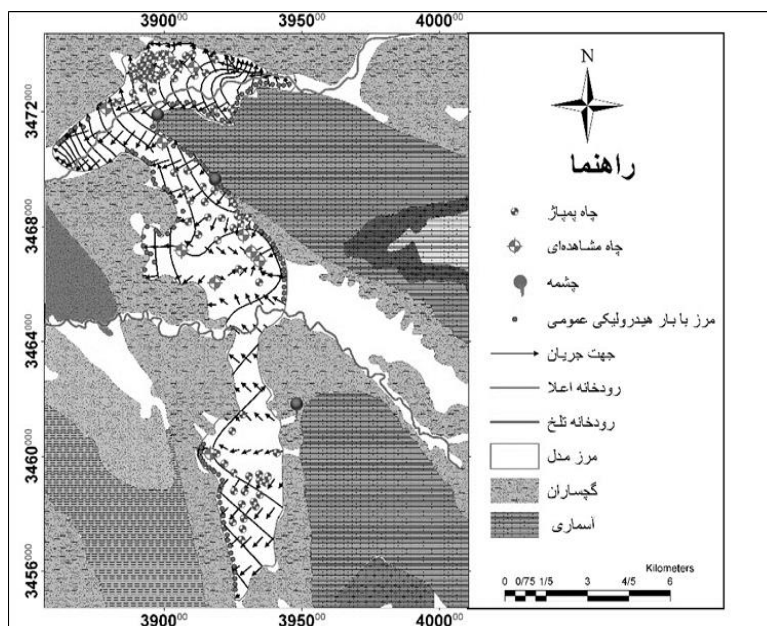 3900⁰⁰ 3950⁰⁰ 4000⁰⁰
3472⁰⁰⁰
3468⁰⁰⁰
3464⁰⁰⁰
3460⁰⁰⁰
3456⁰⁰⁰
3900⁰⁰ 3950⁰⁰ 4000⁰⁰
N
راهنما
چاه پمپاژ
چاه مشاهده‌ای
چشمه
مرز با بار هیدرولیکی عمومی
جهت جریان
رودخانه اعلا
رودخانه تلخ
مرز مدل
گچساران
آسماری
Kilometers
0 0/75 1/5 3 4/5 6